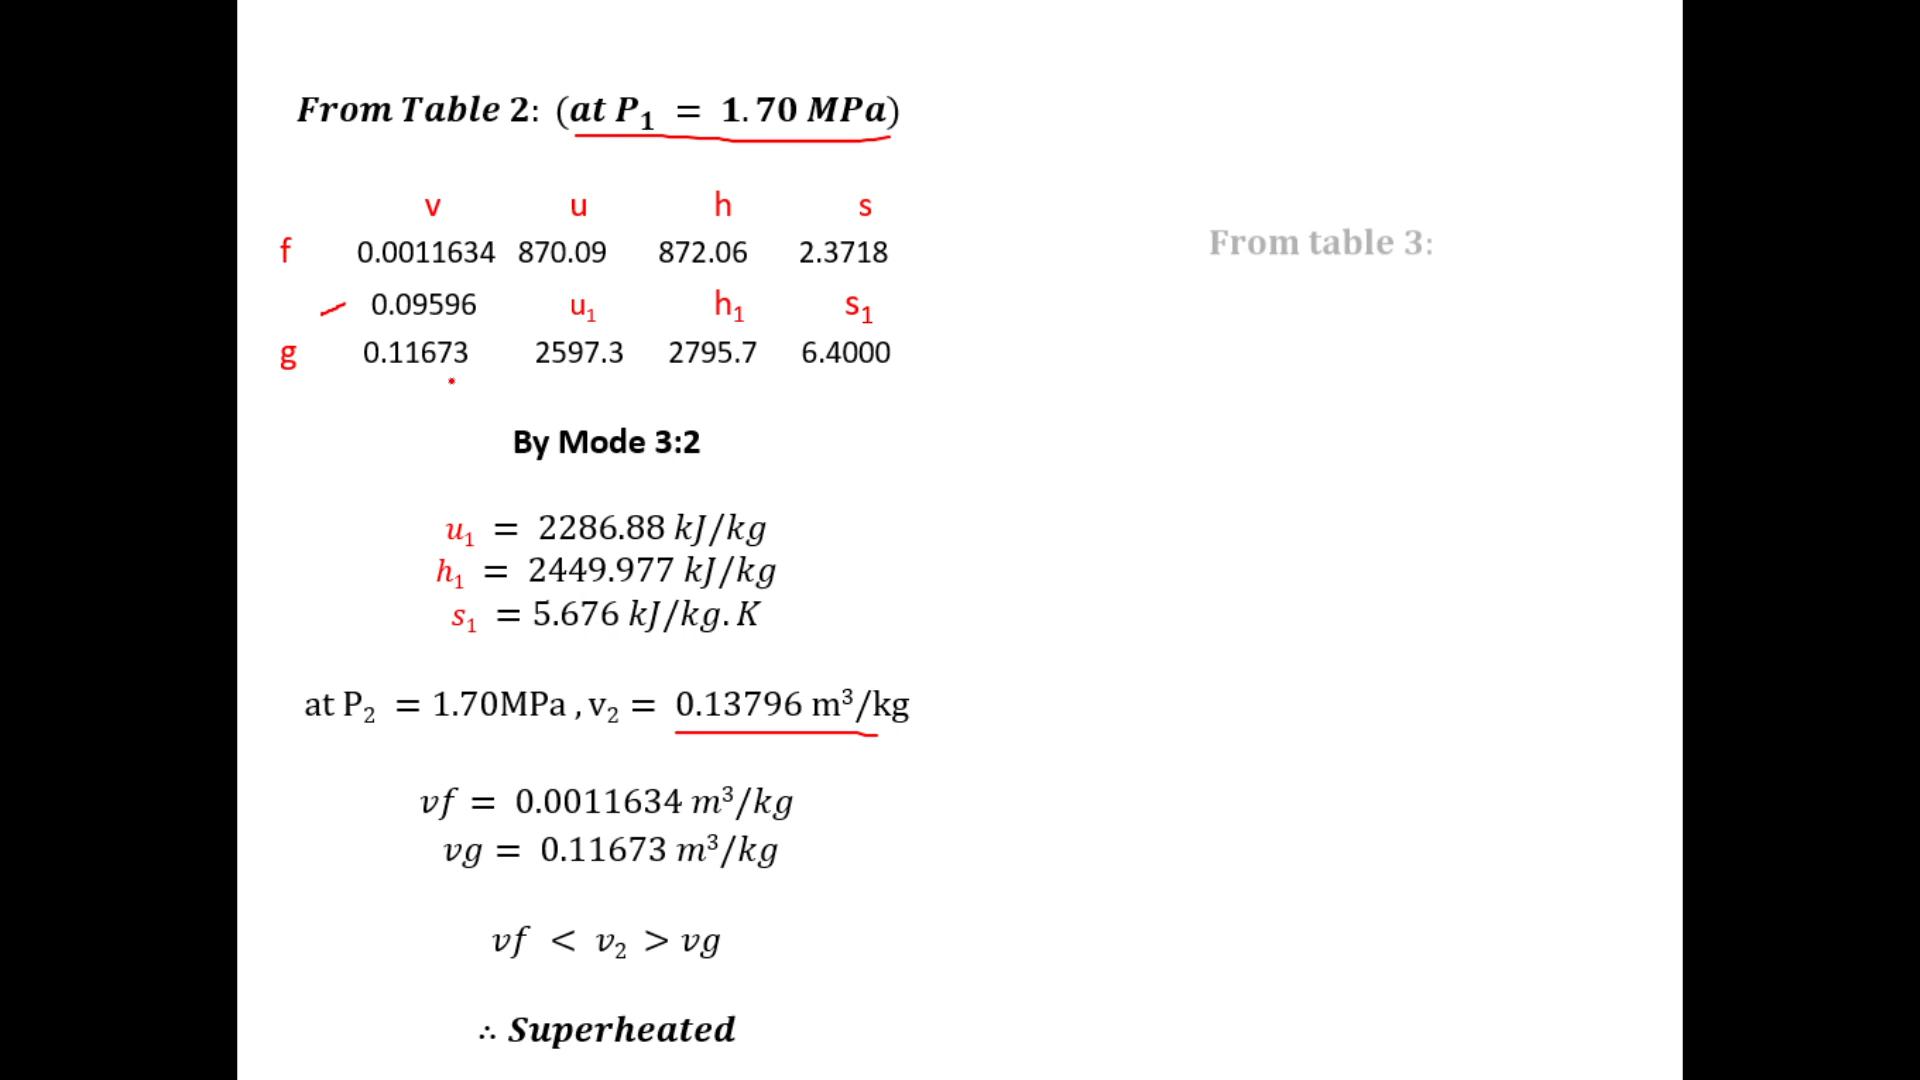 From Table 2: (at P₁ = 1.70 MPa)
v u h s
f 0.0011634 870.09 872.06 2.3718
0.09596 u₁ h₁ s₁
g 0.11673 2597.3 2795.7 6.4000
By Mode 3:2
u₁ = 2286.88 kJ/kg
h₁ = 2449.977 kJ/kg
s₁ = 5.676 kJ/kg.K
at P₂ = 1.70MPa , v₂ = 0.13796 m³/kg
vf = 0.0011634 m³/kg
vg = 0.11673 m³/kg
vf < v₂ > vg
∴ Superheated
From table 3: